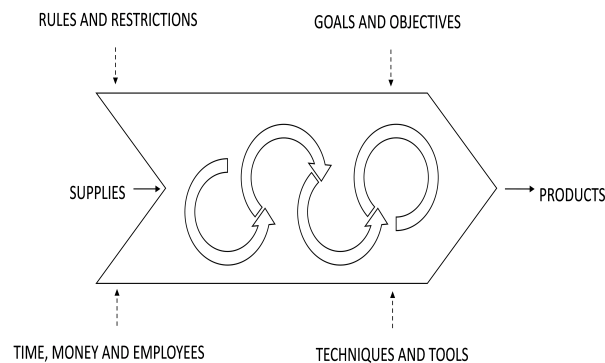 RULES AND RESTRICTIONS
GOALS AND OBJECTIVES
SUPPLIES
PRODUCTS
TIME, MONEY AND EMPLOYEES
TECHNIQUES AND TOOLS